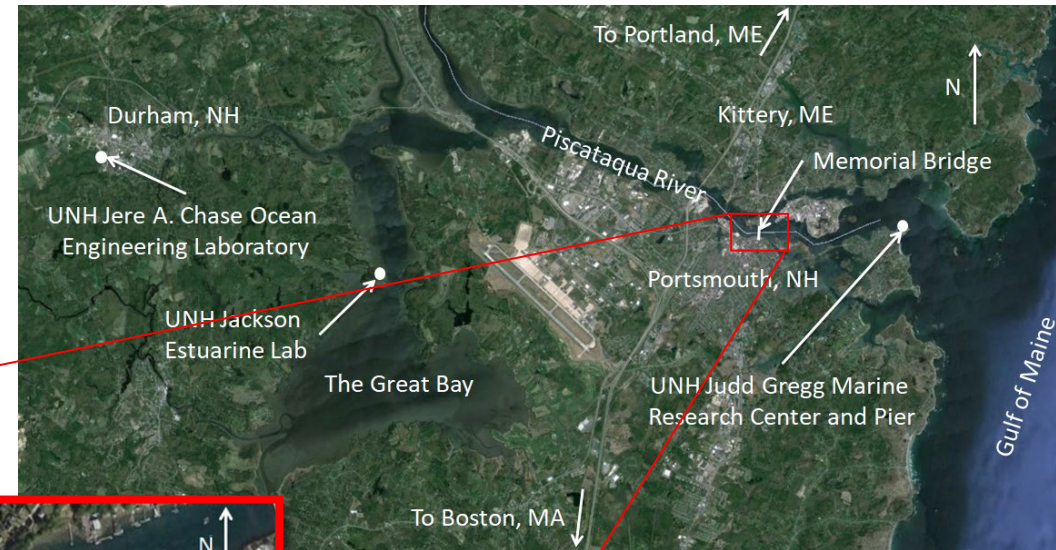 To Portland, ME
N
Durham, NH
Kittery, ME
Piscataqua River
Memorial Bridge
UNH Jere A. Chase Ocean
Engineering Laboratory
Portsmouth, NH
UNH Jackson
Estuarine Lab
The Great Bay
UNH Judd Gregg Marine
Research Center and Pier
Gulf of Maine
To Boston, MA
N